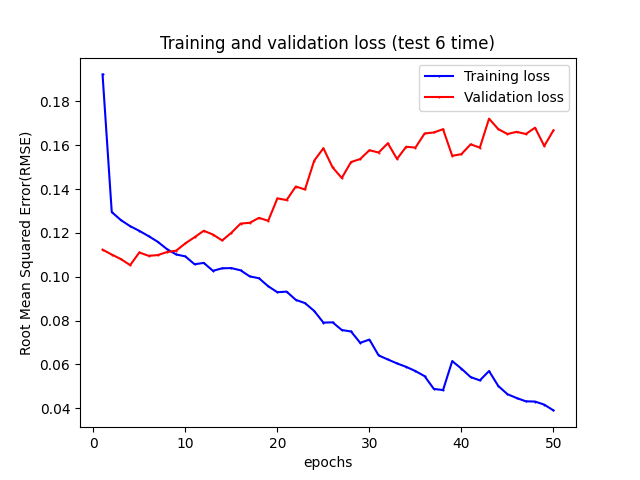 Training and validation loss (test 6 time)
Training loss
Validation loss
0.18
0.16
0.14
0.12
0.10
0.08
0.06
0.04
Root Mean Squared Error(RMSE)
0
10
20
30
40
50
epochs